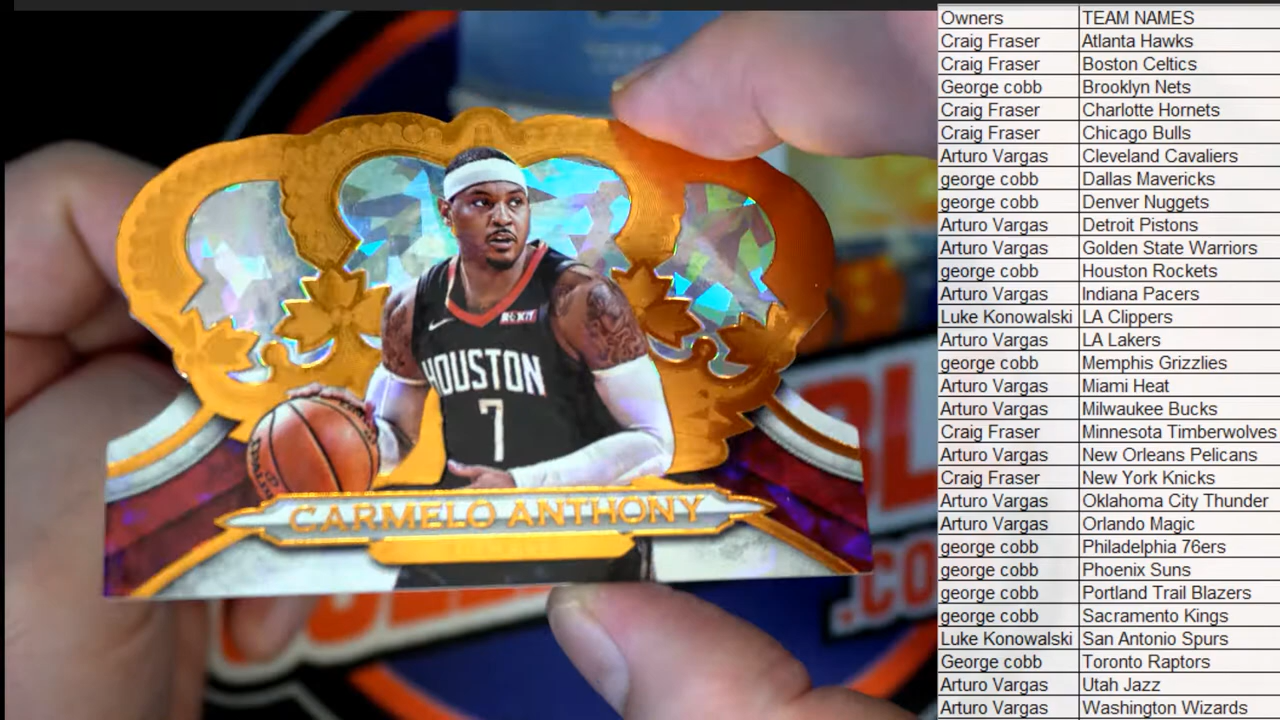 Owners TEAM NAMES
Craig Fraser Atlanta Hawks
Craig Fraser Boston Celtics
George cobb Brooklyn Nets
Craig Fraser Charlotte Hornets
Craig Fraser Chicago Bulls
Arturo Vargas Cleveland Cavaliers
george cobb Dallas Mavericks
george cobb Denver Nuggets
Arturo Vargas Detroit Pistons
Arturo Vargas Golden State Warriors
george cobb Houston Rockets
Arturo Vargas Indiana Pacers
Luke Konowalski LA Clippers
Arturo Vargas LA Lakers
george cobb Memphis Grizzlies
Arturo Vargas Miami Heat
Arturo Vargas Milwaukee Bucks
Craig Fraser Minnesota Timberwolves
Arturo Vargas New Orleans Pelicans
Craig Fraser New York Knicks
Arturo Vargas Oklahoma City Thunder
Arturo Vargas Orlando Magic
george cobb Philadelphia 76ers
george cobb Phoenix Suns
george cobb Portland Trail Blazers
george cobb Sacramento Kings
Luke Konowalski San Antonio Spurs
George cobb Toronto Raptors
Arturo Vargas Utah Jazz
Arturo Vargas Washington Wizards
ROKiT
HOUSTON
7
CARMELO ANTHONY
.CO